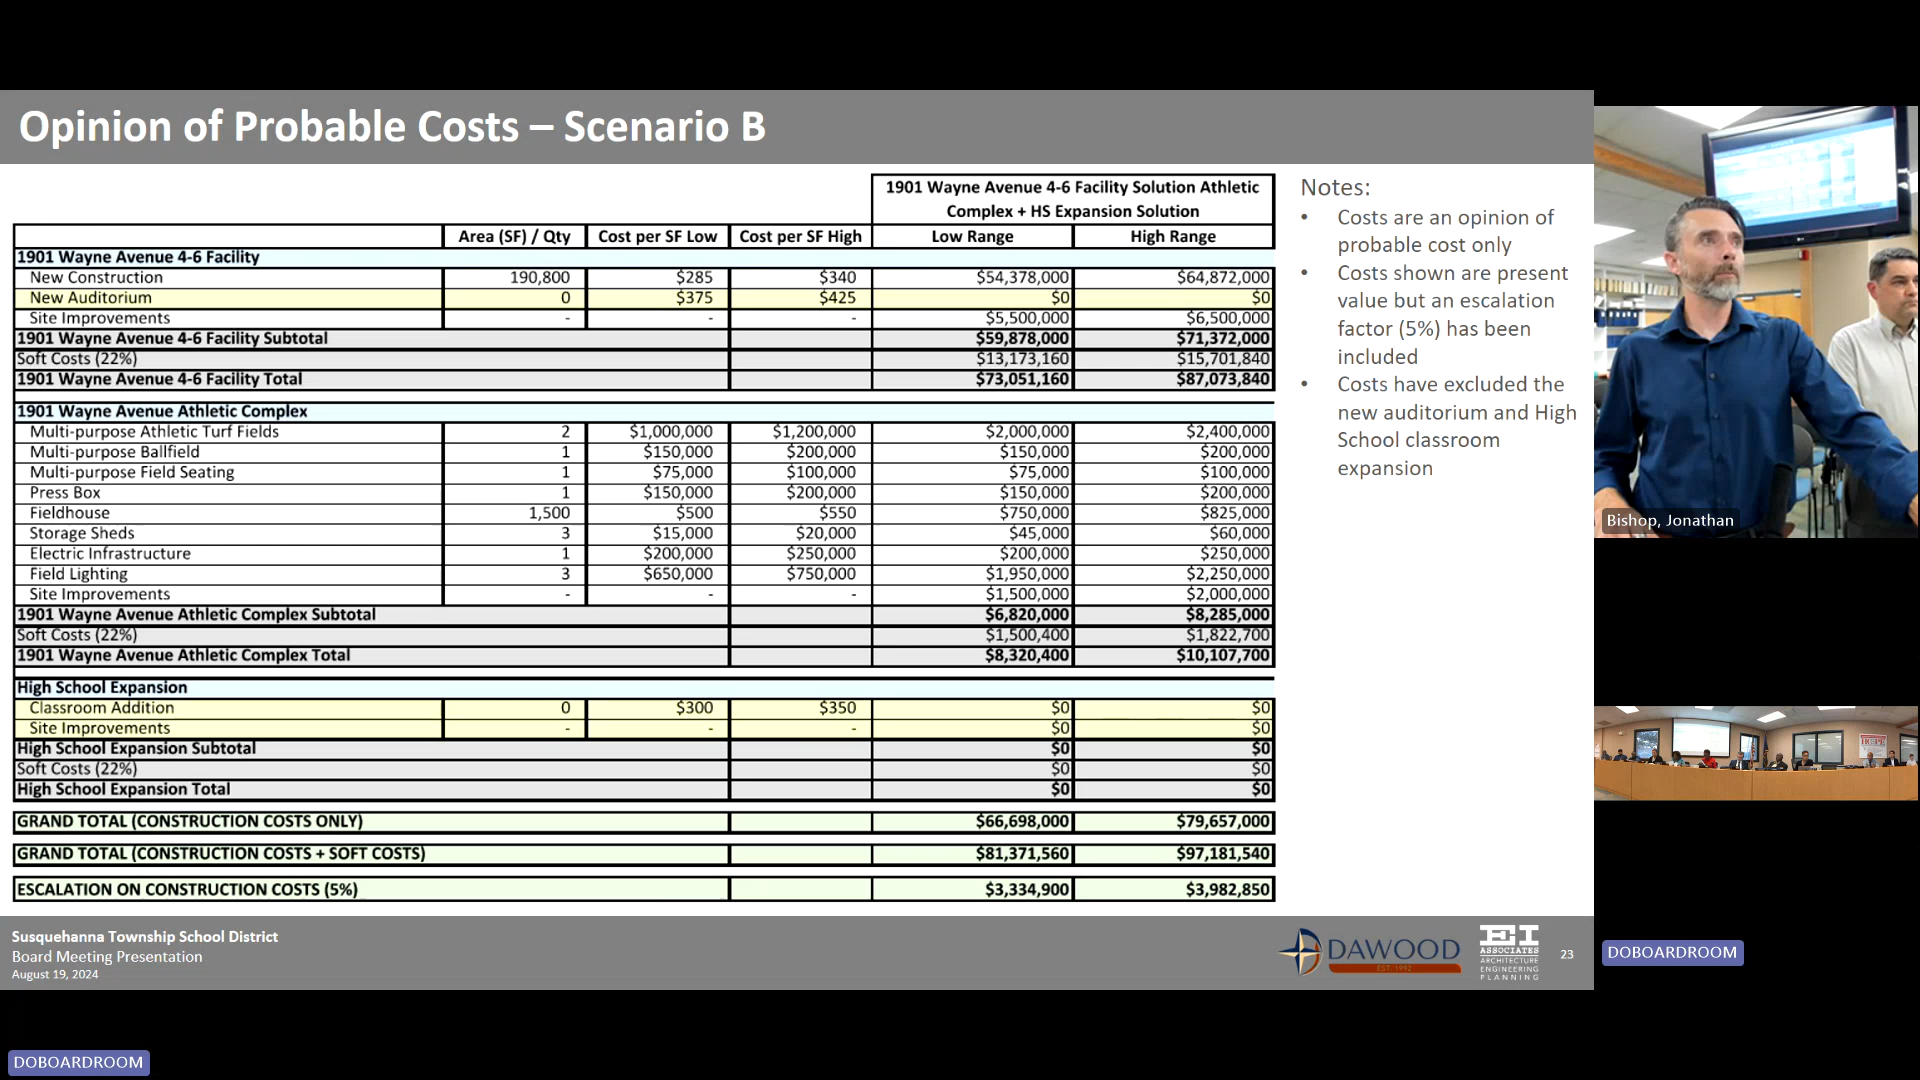 Opinion of Probable Costs – Scenario B
1901 Wayne Avenue 4-6 Facility Solution Athletic
Complex + HS Expansion Solution
Area (SF) / Qty Cost per SF Low Cost per SF High Low Range High Range
1901 Wayne Avenue 4-6 Facility
New Construction 190,800 $285 $340 $54,378,000 $64,872,000
New Auditorium 0 $375 $425 $0 $0
Site Improvements - - - $5,500,000 $6,500,000
1901 Wayne Avenue 4-6 Facility Subtotal $59,878,000 $71,372,000
Soft Costs (22%) $13,173,160 $15,701,840
1901 Wayne Avenue 4-6 Facility Total $73,051,160 $87,073,840
1901 Wayne Avenue Athletic Complex
Multi-purpose Athletic Turf Fields 2 $1,000,000 $1,200,000 $2,000,000 $2,400,000
Multi-purpose Ballfield 1 $150,000 $200,000 $150,000 $200,000
Multi-purpose Field Seating 1 $75,000 $100,000 $75,000 $100,000
Press Box 1 $150,000 $200,000 $150,000 $200,000
Fieldhouse 1,500 $500 $550 $750,000 $825,000
Storage Sheds 3 $15,000 $20,000 $45,000 $60,000
Electric Infrastructure 1 $200,000 $250,000 $200,000 $250,000
Field Lighting 3 $650,000 $750,000 $1,950,000 $2,250,000
Site Improvements - - - $1,500,000 $2,000,000
1901 Wayne Avenue Athletic Complex Subtotal $6,820,000 $8,285,000
Soft Costs (22%) $1,500,400 $1,822,700
1901 Wayne Avenue Athletic Complex Total $8,320,400 $10,107,700
High School Expansion
Classroom Addition 0 $300 $350 $0 $0
Site Improvements - - - $0 $0
High School Expansion Subtotal $0 $0
Soft Costs (22%) $0 $0
High School Expansion Total $0 $0
GRAND TOTAL (CONSTRUCTION COSTS ONLY) $66,698,000 $79,657,000
GRAND TOTAL (CONSTRUCTION COSTS + SOFT COSTS) $81,371,560 $97,181,540
ESCALATION ON CONSTRUCTION COSTS (5%) $3,334,900 $3,982,850
Notes:
• Costs are an opinion of
probable cost only
• Costs shown are present
value but an escalation
factor (5%) has been
included
• Costs have excluded the
new auditorium and High
School classroom
expansion
Bishop, Jonathan
Susquehanna Township School District
Board Meeting Presentation
August 19, 2024
DAWOOD
EST. 1992
EI
ASSOCIATES
ARCHITECTURE
ENGINEERING
PLANNING
23
DOBOARDROOM
DOBOARDROOM